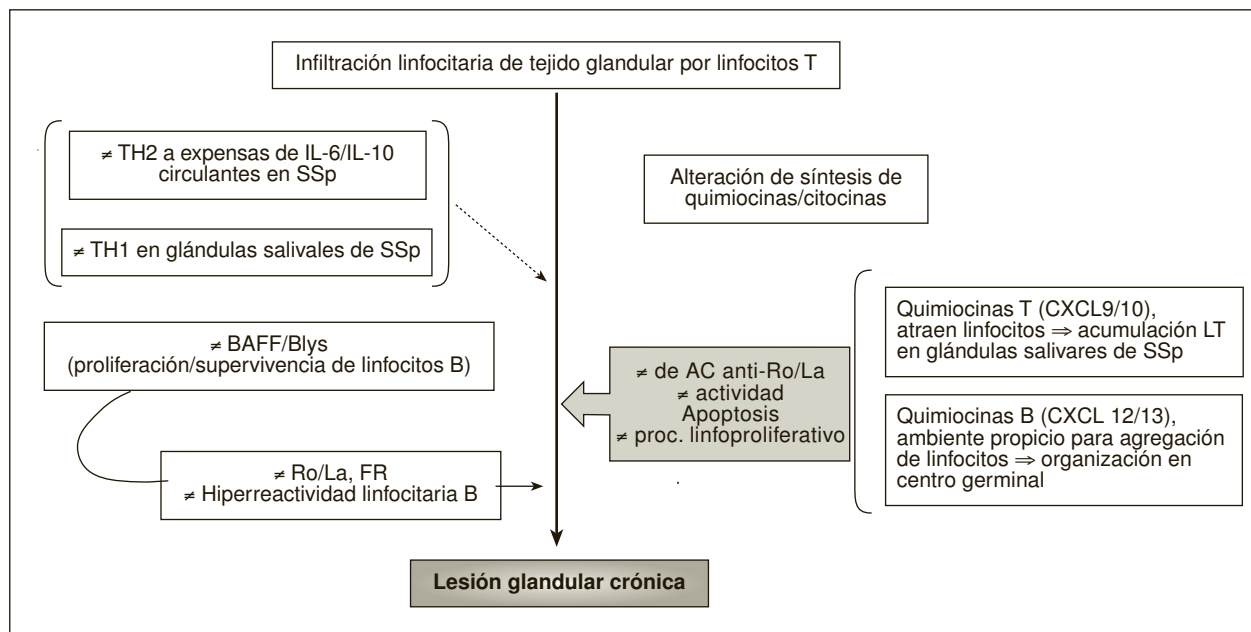 Infiltración linfocitaria de tejido glandular por linfocitos T
≠ TH2 a expensas de IL-6/IL-10
circulantes en SSp
≠ TH1 en glándulas salivales de SSp
Alteración de síntesis de
quimiocinas/citocinas
≠ BAFF/Blys
(proliferación/supervivencia de linfocitos B)
≠ Ro/La, FR
≠ Hiperreactividad linfocitaria B
≠ de AC anti-Ro/La
≠ actividad
Apoptosis
≠ proc. linfoproliferativo
Quimiocinas T (CXCL9/10),
atraen linfocitos ⇒ acumulación LT
en glándulas salivares de SSp
Quimiocinas B (CXCL 12/13),
ambiente propicio para agregación
de linfocitos ⇒ organización en
centro germinal
Lesión glandular crónica